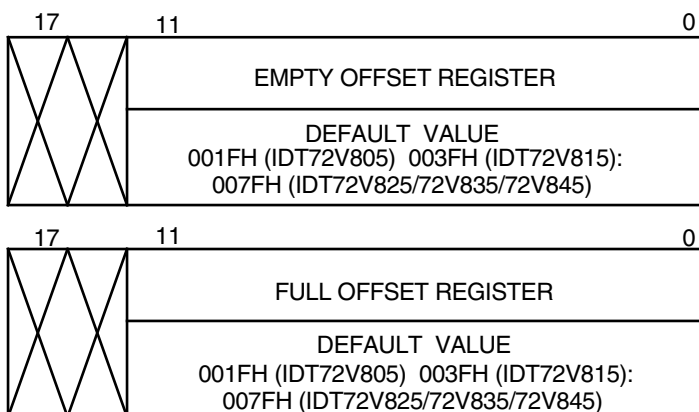 17 11 0
EMPTY OFFSET REGISTER
DEFAULT VALUE
001FH (IDT72V805) 003FH (IDT72V815):
007FH (IDT72V825/72V835/72V845)
17 11 0
FULL OFFSET REGISTER
DEFAULT VALUE
001FH (IDT72V805) 003FH (IDT72V815):
007FH (IDT72V825/72V835/72V845)